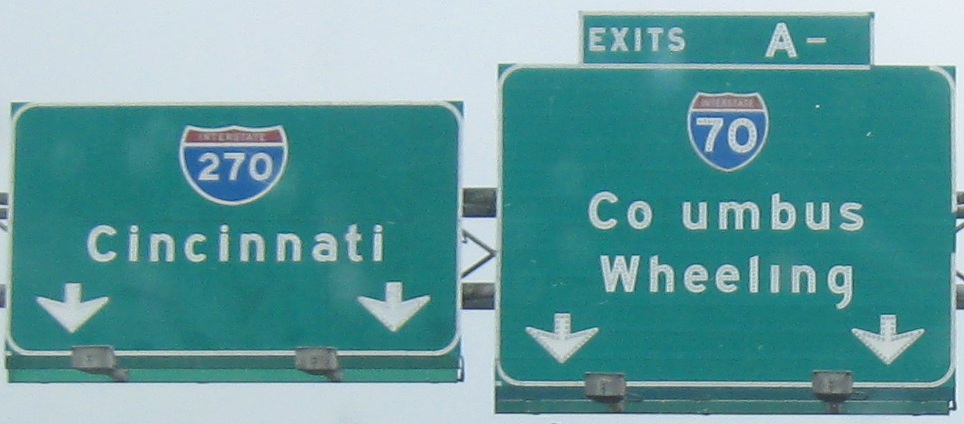 INTERSTATE
270
Cincinnati
EXITS A-
INTERSTATE
70
Co umbus
Wheeling